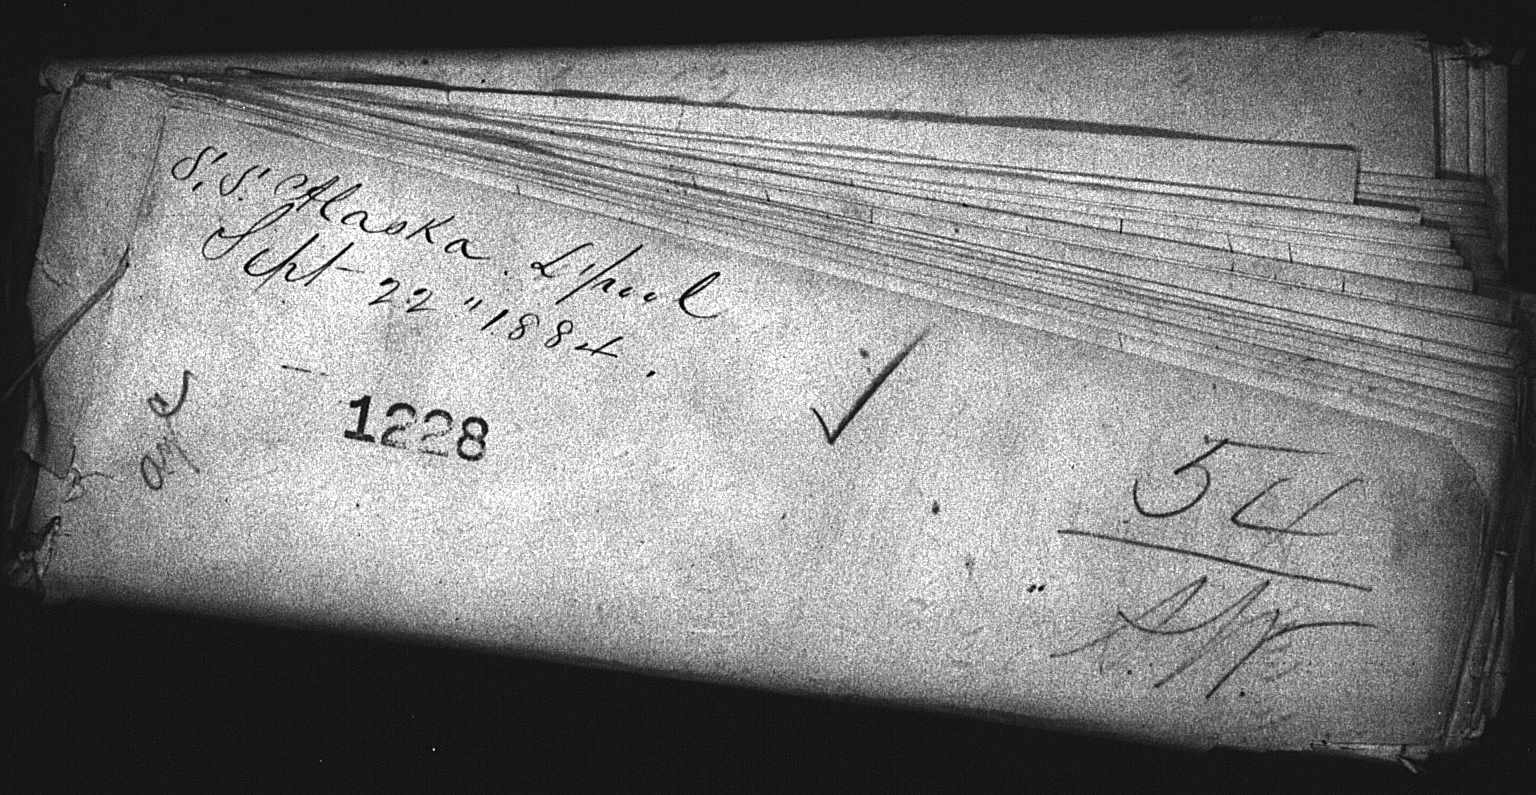 S.S. Alaska. L'pool
Sept 22" 1884.
1228
54